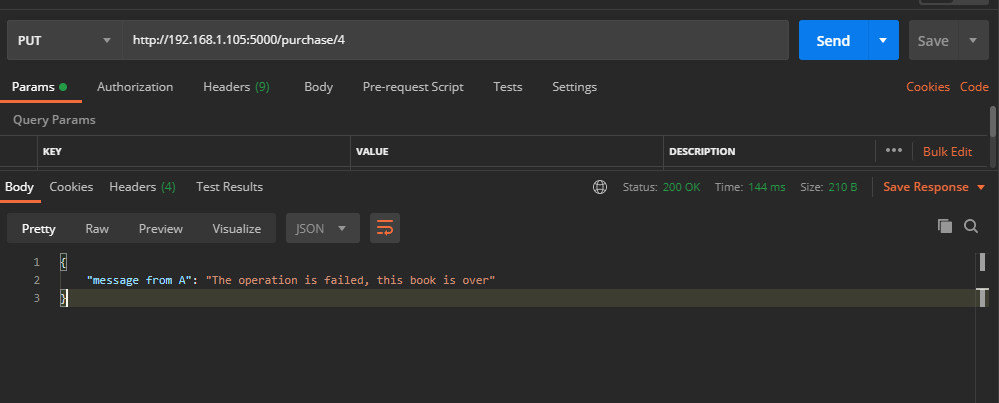 PUT http://192.168.1.105:5000/purchase/4 Send Save
Params Authorization Headers (9) Body Pre-request Script Tests Settings Cookies Code
Query Params
KEY VALUE DESCRIPTION ••• Bulk Edit
Body Cookies Headers (4) Test Results Status: 200 OK Time: 144 ms Size: 210 B Save Response
Pretty Raw Preview Visualize JSON
1 {
2 "message from A": "The operation is failed, this book is over"
3 }